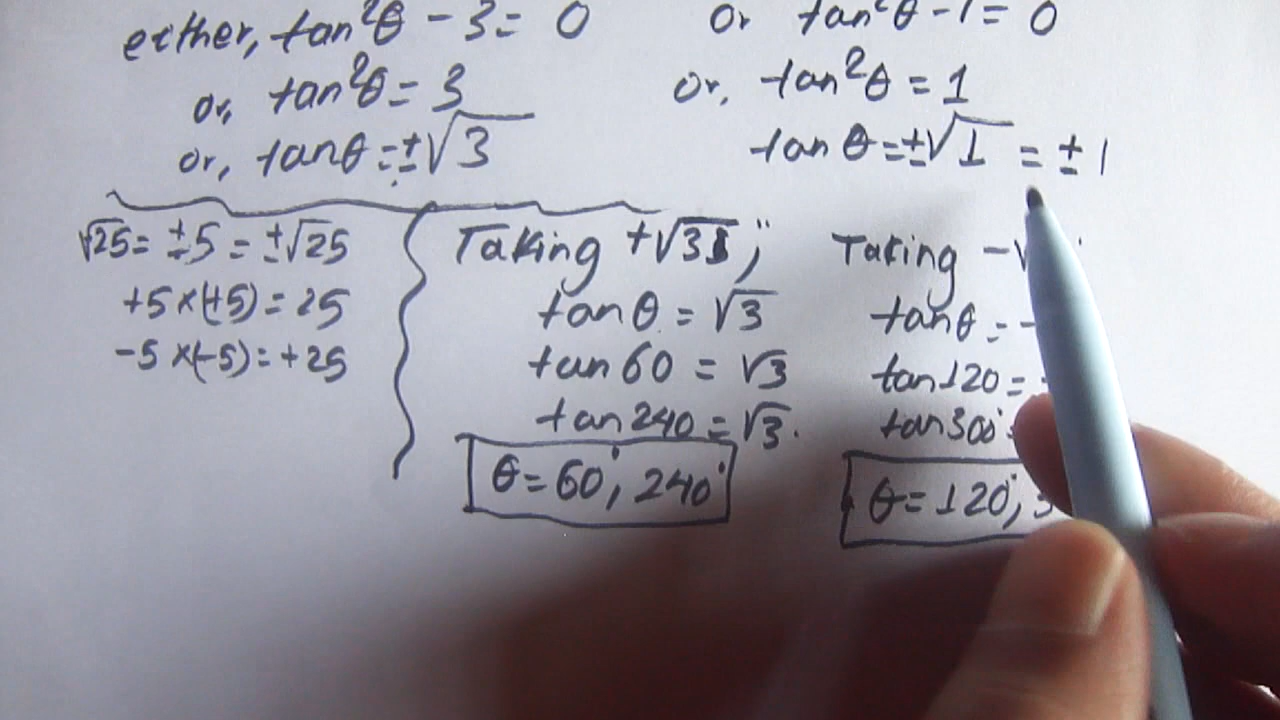 either, tan²θ - 3 = 0
or, tan²θ = 3
or, tanθ = ±√3
Or tan²θ - 1 = 0
Or, tan²θ = 1
tan θ = ±√1 = ± 1
√25 = ±5 = ±√25
+5 × (+5) = 25
-5 × (-5) = +25
Taking +√3
tan θ = √3
tan 60 = √3
tan 240 = √3.
θ = 60°, 240°
Taking -√
tan θ = -
tan 120 =
tan 300°
θ = 120°,